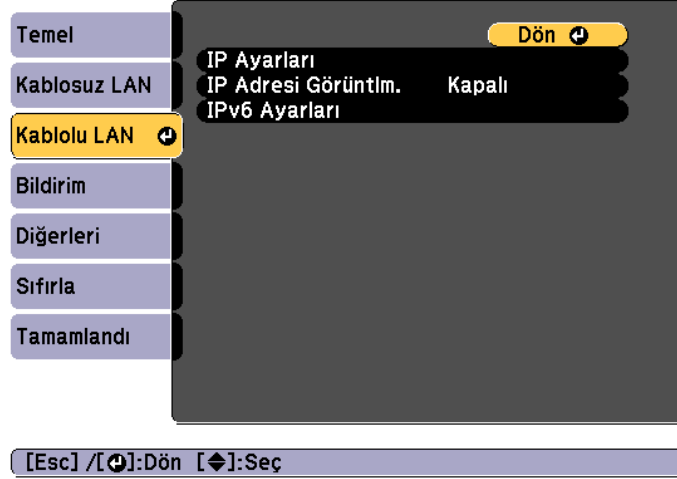 Temel
Kablosuz LAN
Kablolu LAN
Bildirim
Diğerleri
Sıfırla
Tamamlandı
Dön
IP Ayarları
IP Adresi Görüntlm. Kapalı
IPv6 Ayarları
[Esc] /[⏎]:Dön [◆]:Seç